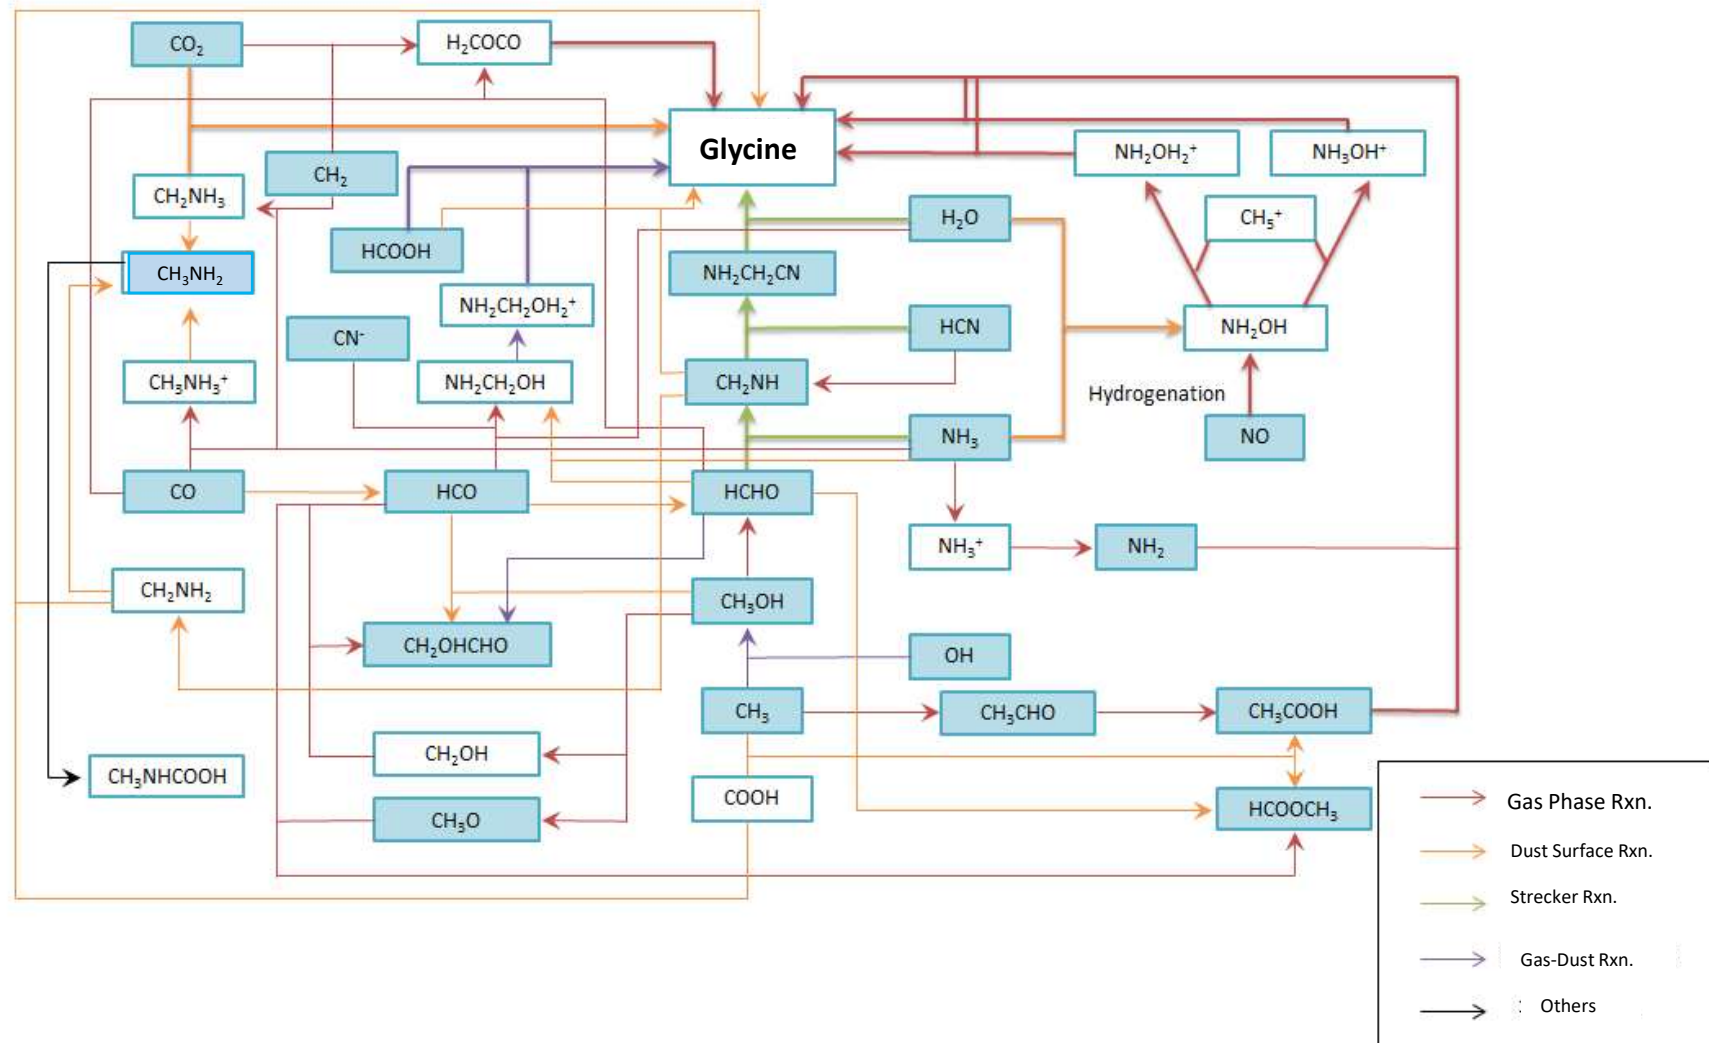 CO₂
H₂COCO
Glycine
NH₂OH₂⁺
NH₃OH⁺
CH₂
CH₂NH₃
H₂O
CH₅⁺
HCOOH
CH₃NH₂
NH₂CH₂CN
NH₂CH₂OH₂⁺
HCN
NH₂OH
CN⁻
CH₃NH₃⁺
NH₂CH₂OH
CH₂NH
Hydrogenation
NH₃
NO
CO
HCO
HCHO
NH₃⁺
NH₂
CH₂NH₂
CH₃OH
CH₂OHCHO
OH
CH₃
CH₃CHO
CH₃COOH
CH₂OH
CH₃NHCOOH
COOH
CH₃O
HCOOCH₃
Gas Phase Rxn.
Dust Surface Rxn.
Strecker Rxn.
Gas-Dust Rxn.
: Others